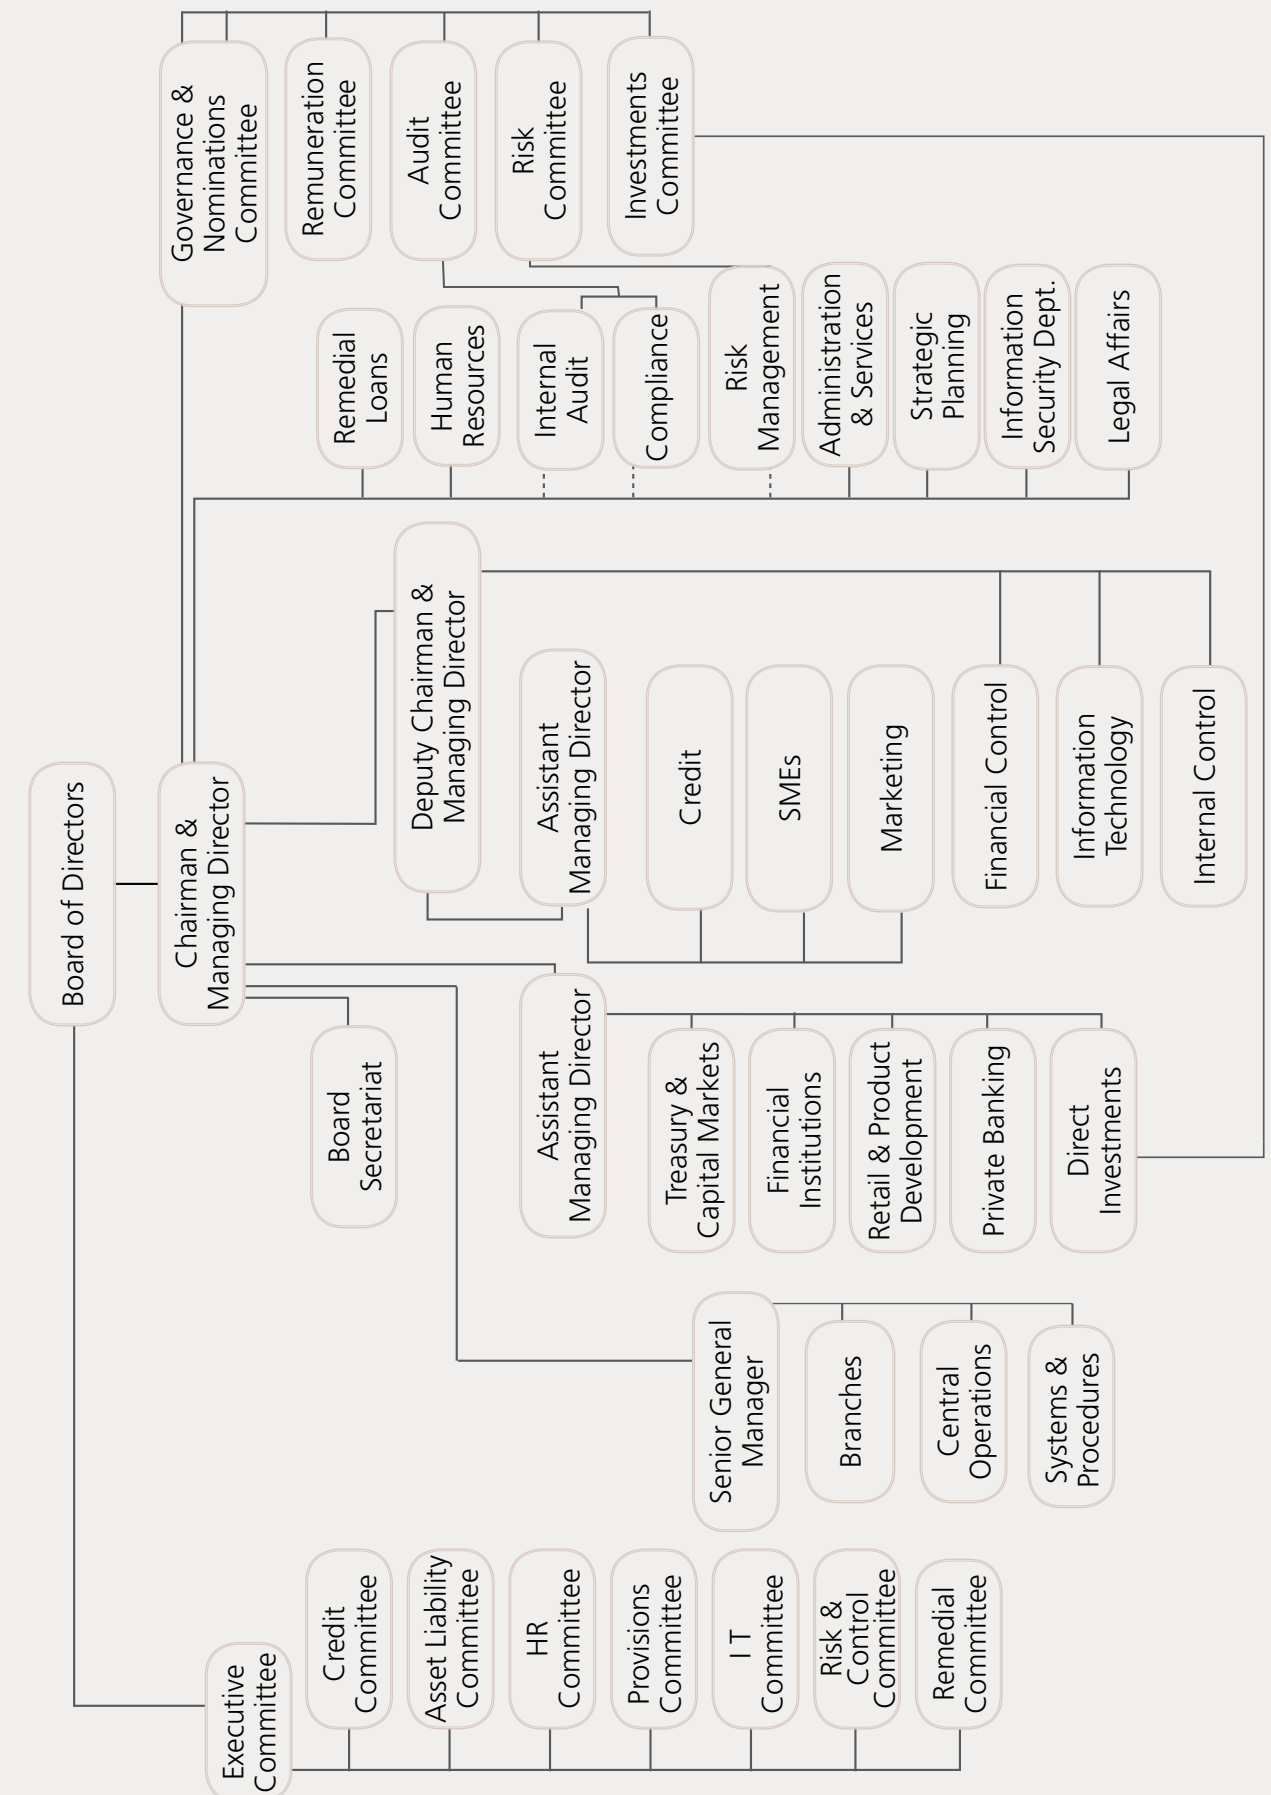 Board of Directors
Chairman &
Managing Director
Executive
Committee
Credit
Committee
Asset Liability
Committee
HR
Committee
Provisions
Committee
I T
Committee
Risk &
Control
Committee
Remedial
Committee
Board
Secretariat
Senior General
Manager
Branches
Central
Operations
Systems &
Procedures
Assistant
Managing Director
Treasury &
Capital Markets
Financial
Institutions
Retail & Product
Development
Private Banking
Direct
Investments
Deputy Chairman &
Managing Director
Assistant
Managing Director
Credit
SMEs
Marketing
Financial Control
Information
Technology
Internal Control
Remedial
Loans
Human
Resources
Internal
Audit
Compliance
Risk
Management
Administration
& Services
Strategic
Planning
Information
Security Dept.
Legal Affairs
Governance &
Nominations
Committee
Remuneration
Committee
Audit
Committee
Risk
Committee
Investments
Committee